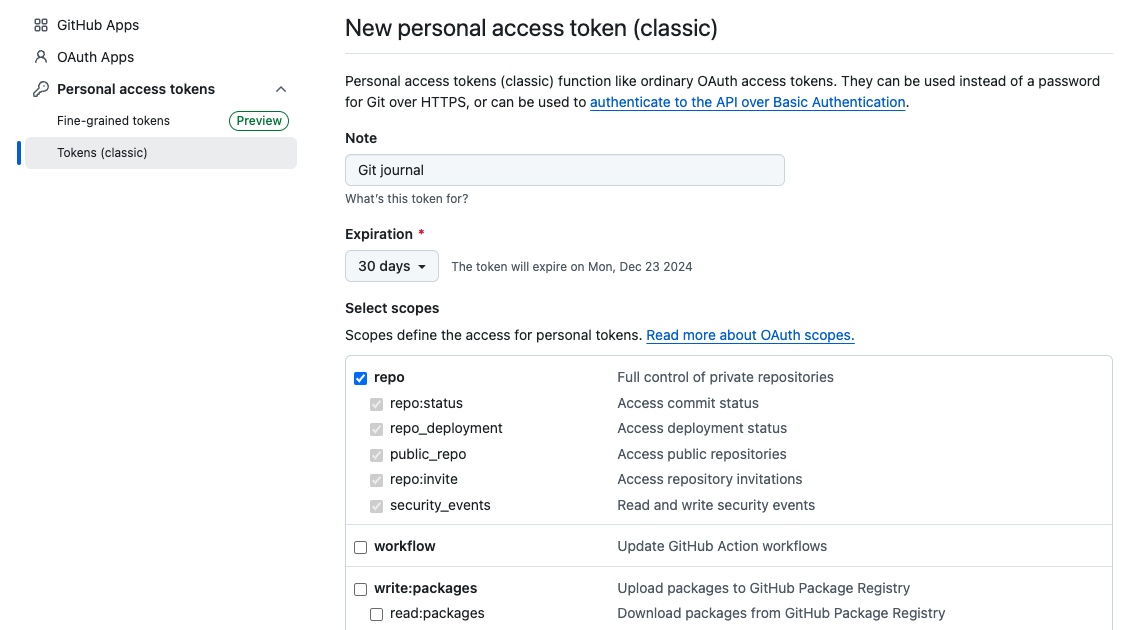 GitHub Apps
OAuth Apps
Personal access tokens
Fine-grained tokens Preview
Tokens (classic)
New personal access token (classic)
Personal access tokens (classic) function like ordinary OAuth access tokens. They can be used instead of a password
for Git over HTTPS, or can be used to authenticate to the API over Basic Authentication.
Note
Git journal
What's this token for?
Expiration *
30 days The token will expire on Mon, Dec 23 2024
Select scopes
Scopes define the access for personal tokens. Read more about OAuth scopes.
repo Full control of private repositories
repo:status Access commit status
repo_deployment Access deployment status
public_repo Access public repositories
repo:invite Access repository invitations
security_events Read and write security events
workflow Update GitHub Action workflows
write:packages Upload packages to GitHub Package Registry
read:packages Download packages from GitHub Package Registry